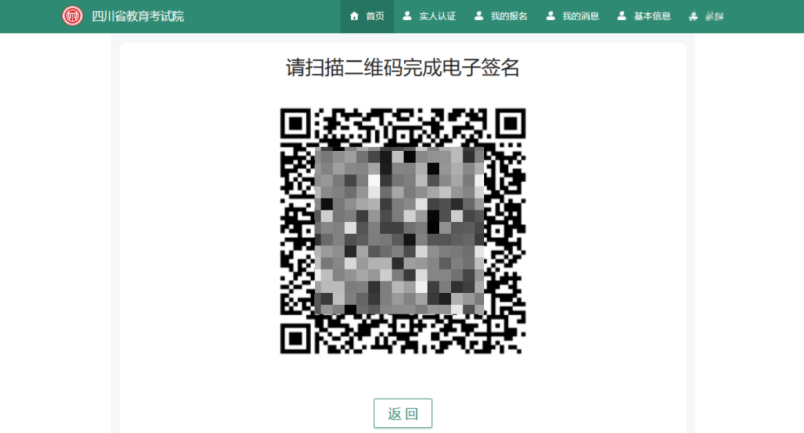 四川省教育考试院
首页
实人认证
我的报名
我的消息
基本信息
请扫描二维码完成电子签名
返回